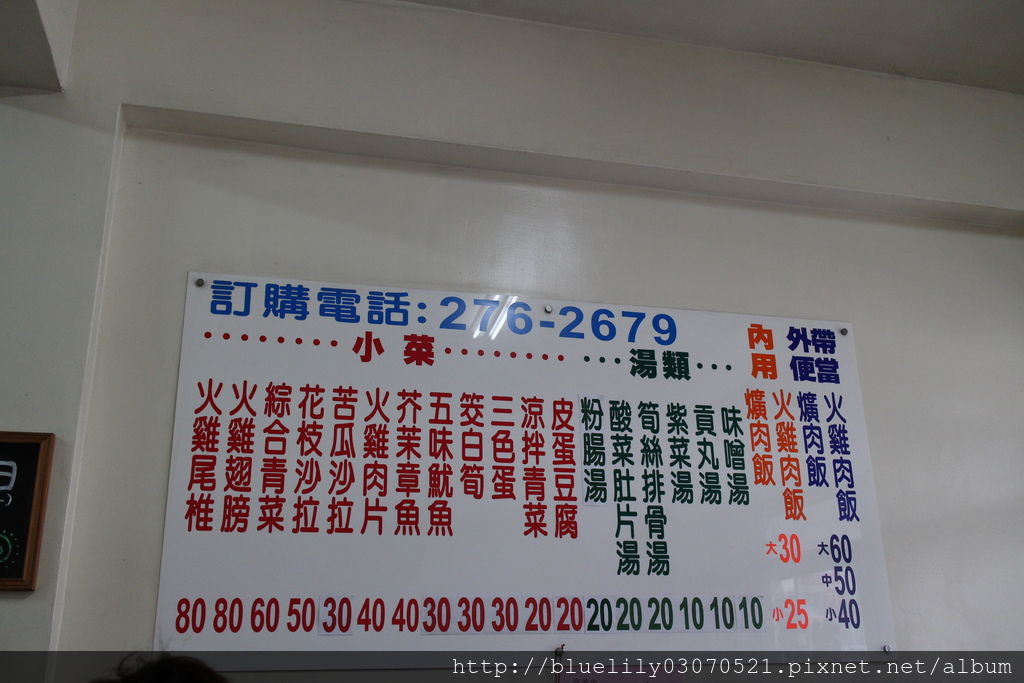 訂購電話:276-2679
········小菜········
···湯類···
內用
外帶便當
火雞尾椎 80
火雞翅膀 80
綜合青菜 60
花枝沙拉 50
苦瓜沙拉 30
火雞肉片 40
芥茉章魚 40
五味魷魚 30
筊白筍 30
三色蛋 30
涼拌青菜 20
皮蛋豆腐 20
粉腸湯 20
酸菜肚片湯 20
筍絲排骨湯 20
紫菜湯 10
貢丸湯 10
味噌湯 10
爌肉飯
火雞肉飯
大30
小25
爌肉飯
火雞肉飯
大60
中50
小40
http://bluelily03070521.pixnet.net/album